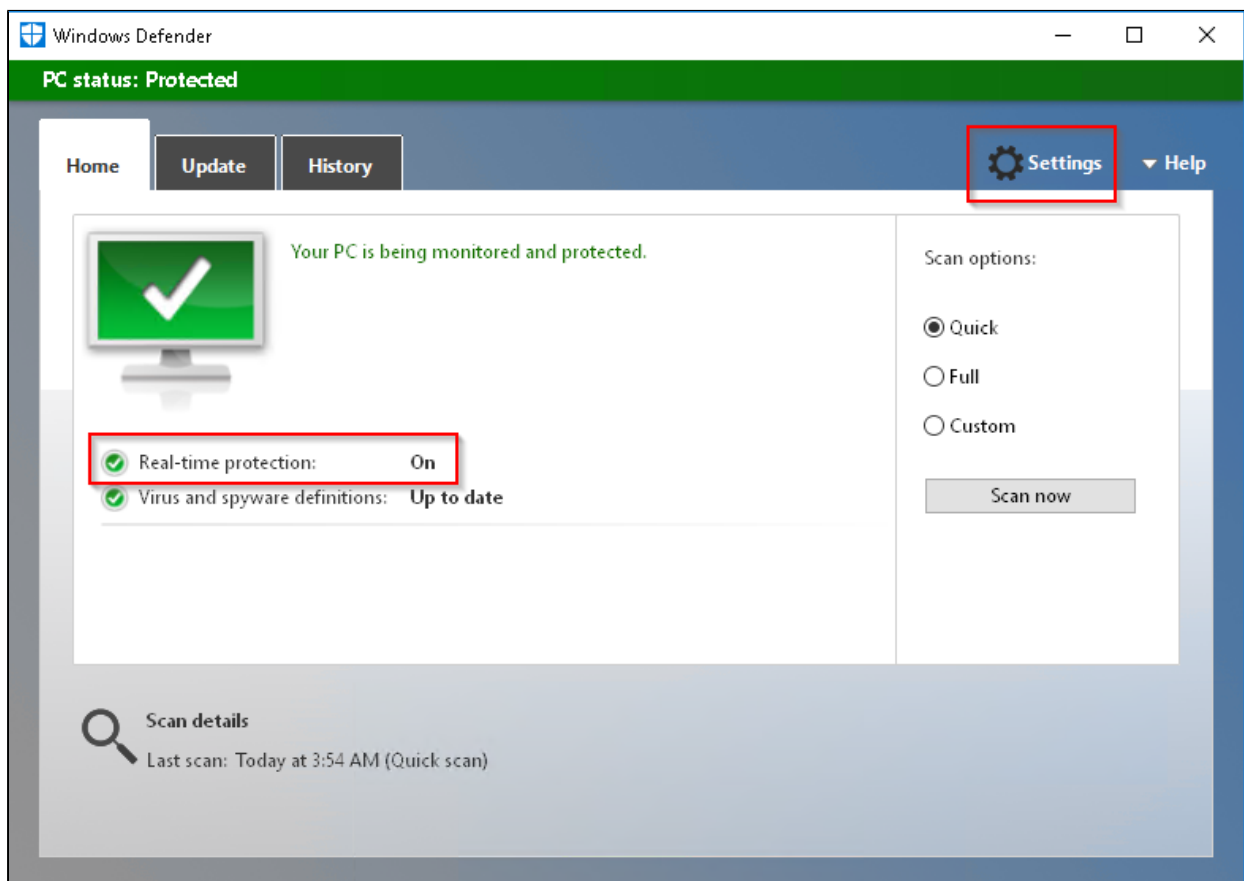 Windows Defender
PC status: Protected
Home
Update
History
Settings
Help
Your PC is being monitored and protected.
Real-time protection: On
Virus and spyware definitions: Up to date
Scan options:
Quick
Full
Custom
Scan now
Scan details
Last scan: Today at 3:54 AM (Quick scan)